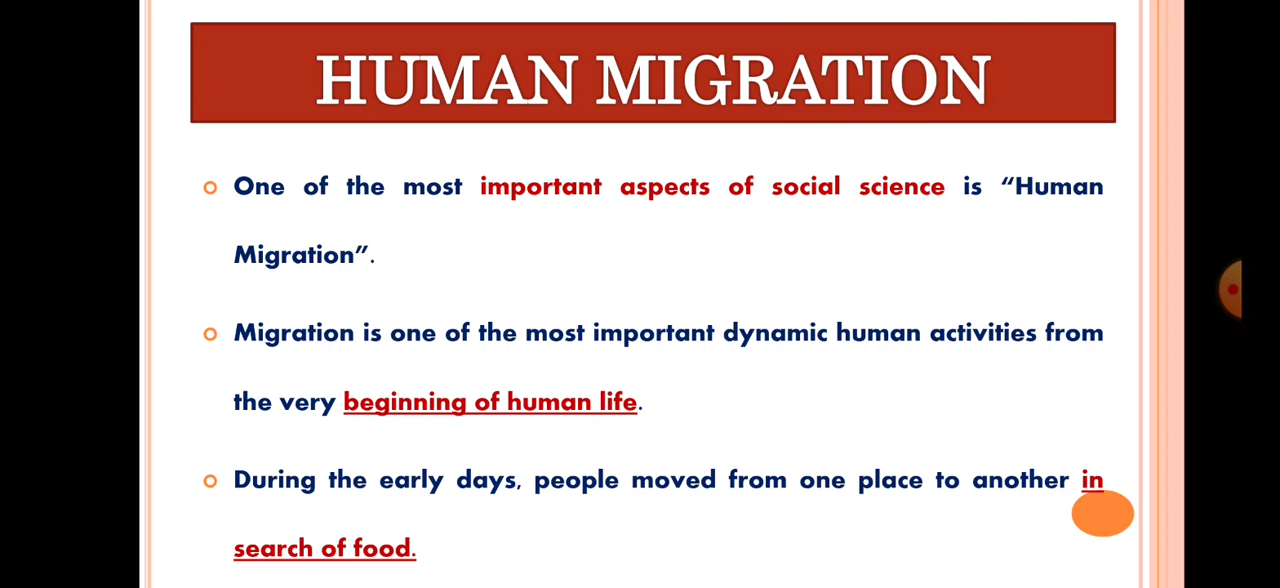 HUMAN MIGRATION
One of the most important aspects of social science is “Human
Migration”.
Migration is one of the most important dynamic human activities from
the very beginning of human life.
During the early days, people moved from one place to another in
search of food.